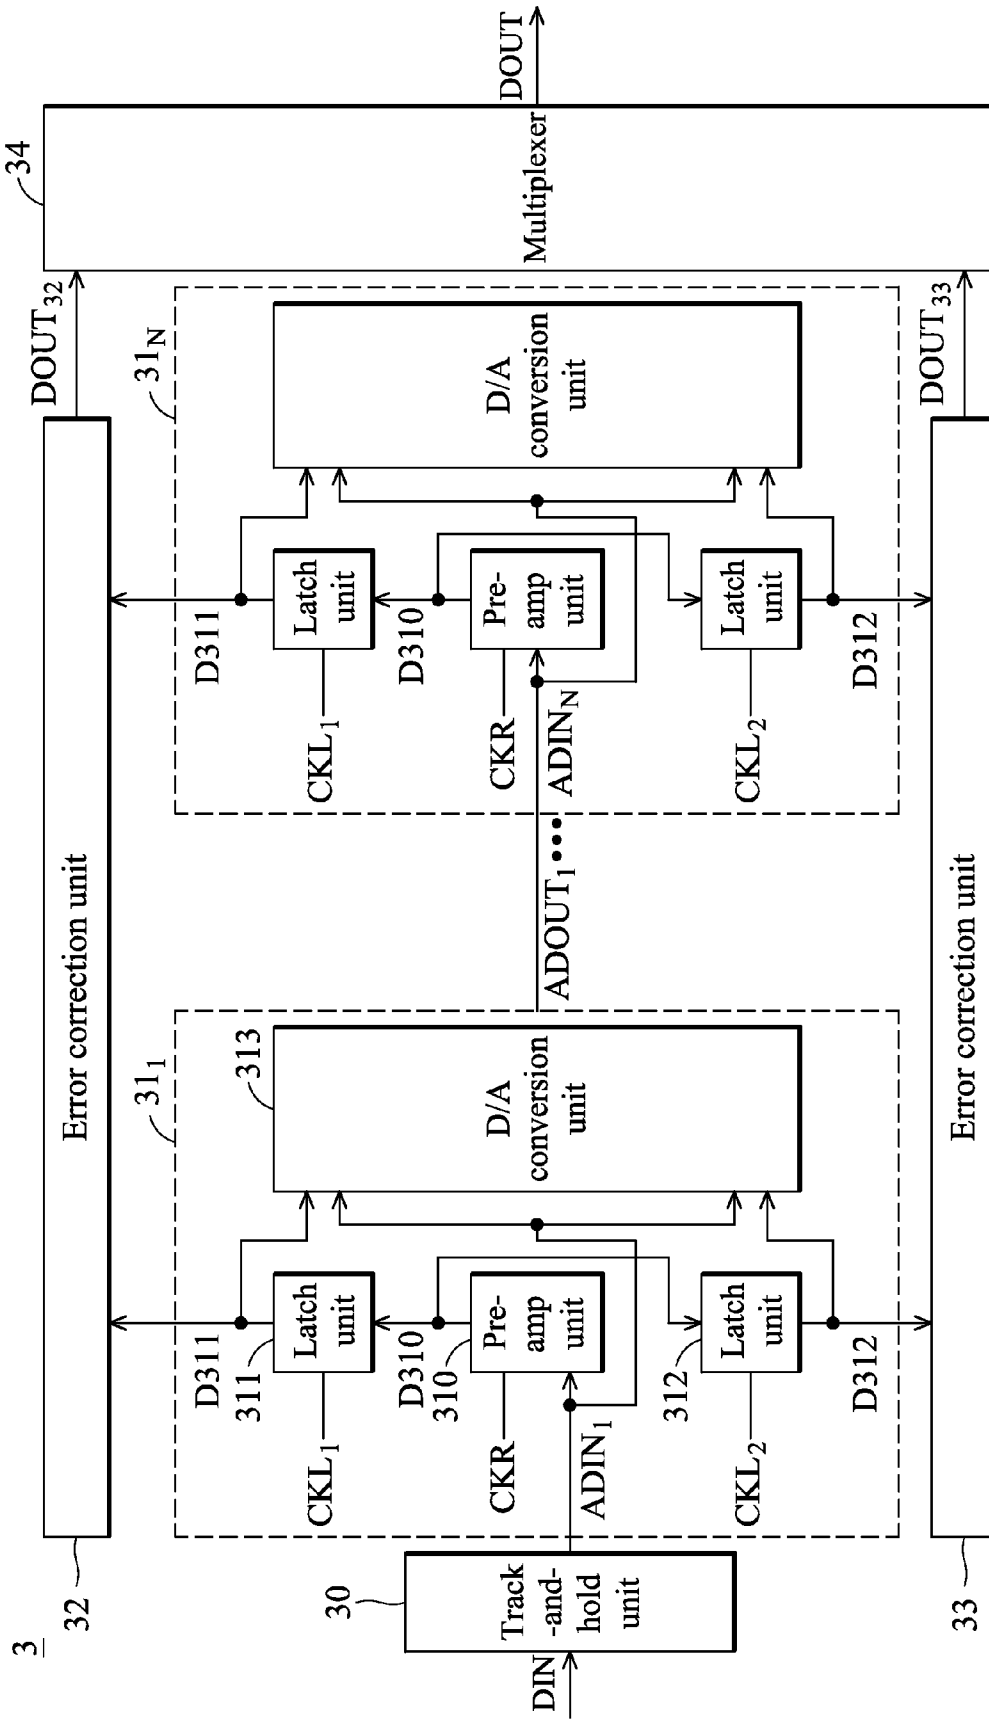 3
32
Error correction unit
DOUT32
34
Multiplexer
DOUT
31₁
D311
311
Latch unit
CKL₁
D310
310
Pre-amp unit
CKR
ADIN₁
312
Latch unit
CKL₂
D312
313
D/A conversion unit
30
Track-and-hold unit
DIN
ADOUT₁
31N
D311
Latch unit
CKL₁
D310
Pre-amp unit
CKR
ADINN
Latch unit
CKL₂
D312
D/A conversion unit
33
Error correction unit
DOUT33